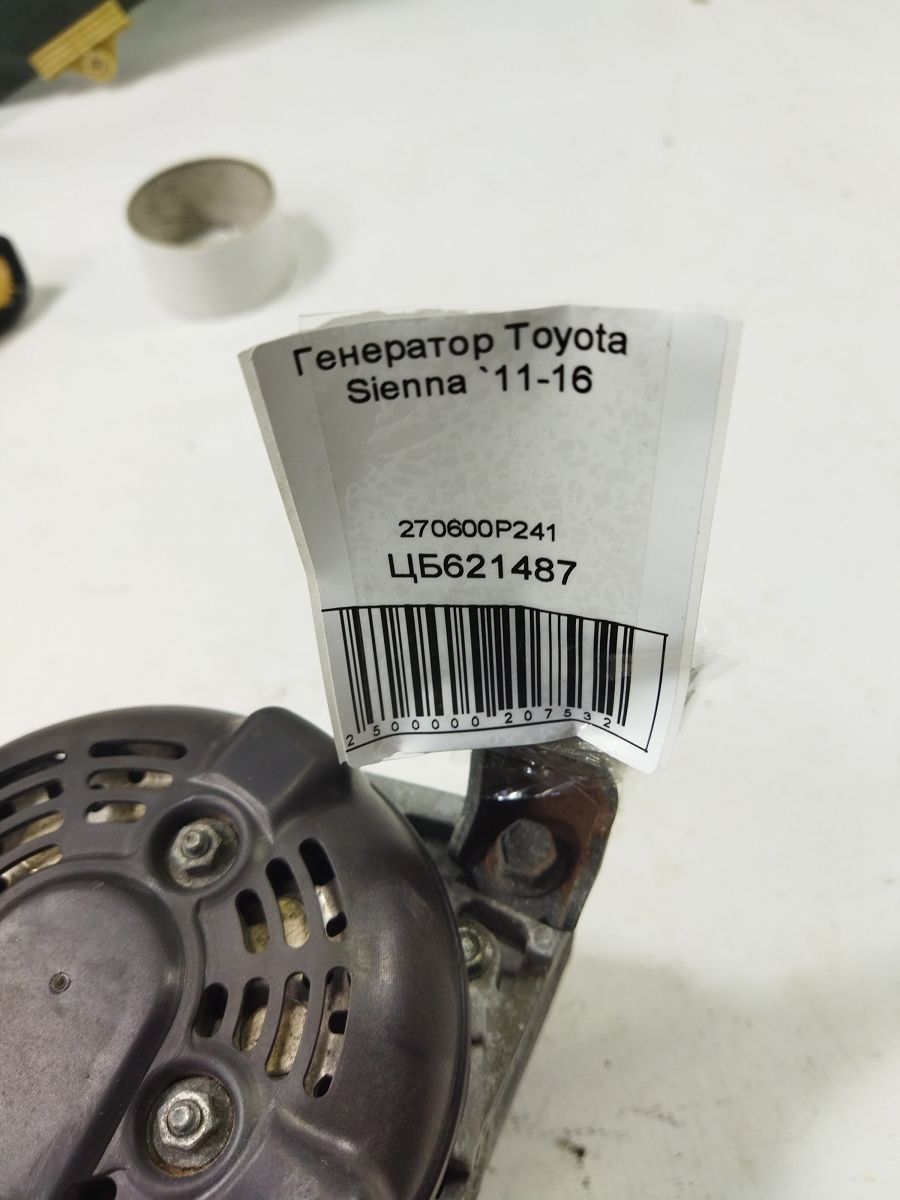 Генератор Toyota
Sienna `11-16
270600P241
ЦБ621487
2500000207532